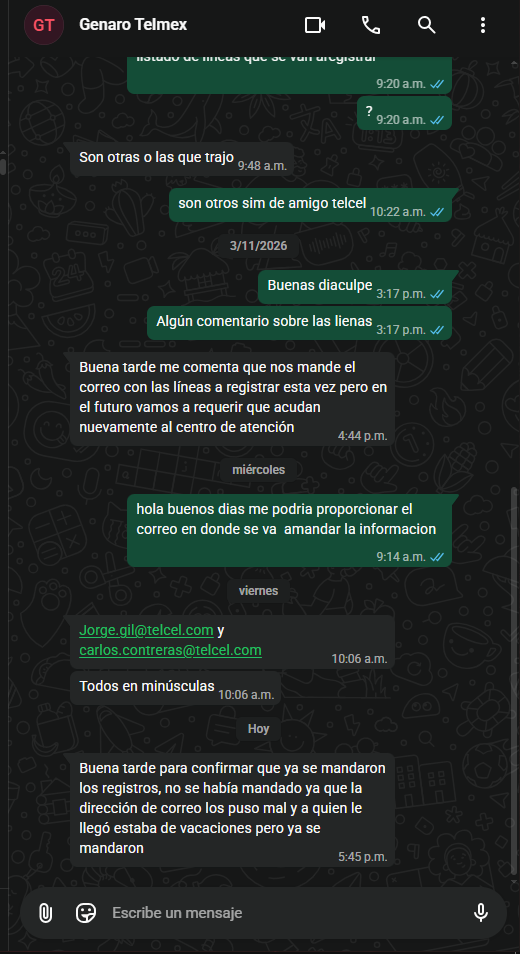 GT
Genaro Telmex
listado de lineas que se van aregistrar
9:20 a.m.
?
9:20 a.m.
Son otras o las que trajo
9:48 a.m.
son otros sim de amigo telcel
10:22 a.m.
3/11/2026
Buenas diaculpe
3:17 p.m.
Algún comentario sobre las lienas
3:17 p.m.
Buena tarde me comenta que nos mande el
correo con las líneas a registrar esta vez pero en
el futuro vamos a requerir que acudan
nuevamente al centro de atención
4:44 p.m.
miércoles
hola buenos dias me podria proporcionar el
correo en donde se va  amandar la informacion
9:14 a.m.
viernes
Jorge.gil@telcel.com y
carlos.contreras@telcel.com
10:06 a.m.
Todos en minúsculas
10:06 a.m.
Hoy
Buena tarde para confirmar que ya se mandaron
los registros, no se había mandado ya que la
dirección de correo los puso mal y a quien le
llegó estaba de vacaciones pero ya se
mandaron
5:45 p.m.
Escribe un mensaje